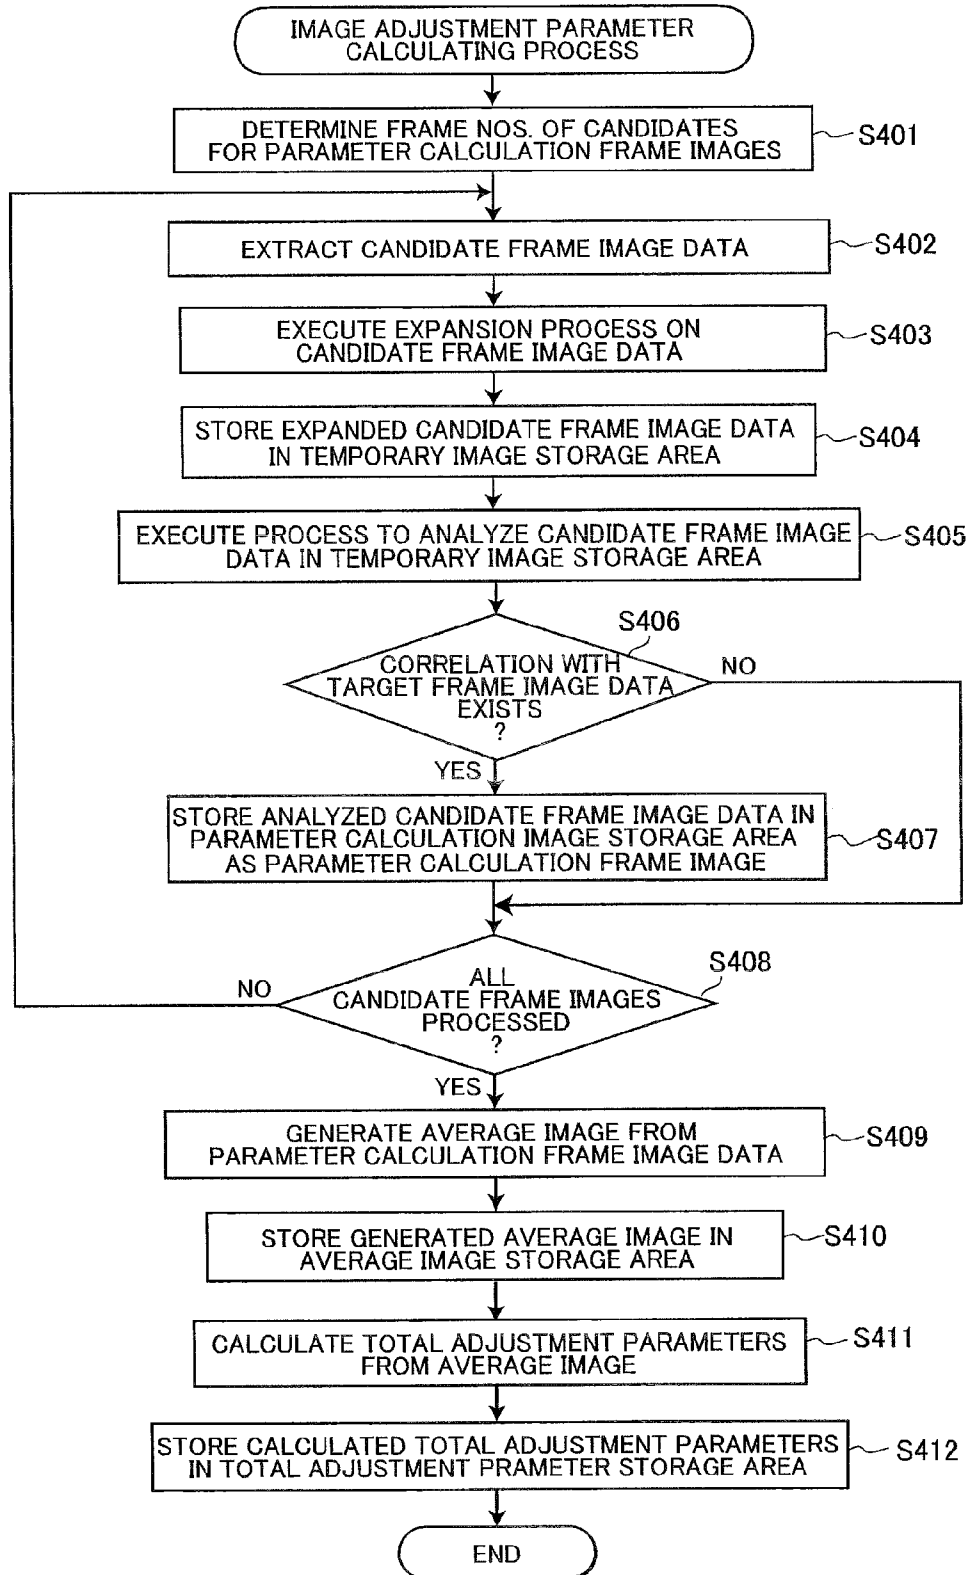 IMAGE ADJUSTMENT PARAMETER
CALCULATING PROCESS
DETERMINE FRAME NOS. OF CANDIDATES
FOR PARAMETER CALCULATION FRAME IMAGES
S401
EXTRACT CANDIDATE FRAME IMAGE DATA
S402
EXECUTE EXPANSION PROCESS ON
CANDIDATE FRAME IMAGE DATA
S403
STORE EXPANDED CANDIDATE FRAME IMAGE DATA
IN TEMPORARY IMAGE STORAGE AREA
S404
EXECUTE PROCESS TO ANALYZE CANDIDATE FRAME IMAGE
DATA IN TEMPORARY IMAGE STORAGE AREA
S405
S406
CORRELATION WITH
TARGET FRAME IMAGE DATA
EXISTS
?
NO
YES
STORE ANALYZED CANDIDATE FRAME IMAGE DATA IN
PARAMETER CALCULATION IMAGE STORAGE AREA
AS PARAMETER CALCULATION FRAME IMAGE
S407
S408
ALL
CANDIDATE FRAME IMAGES
PROCESSED
?
NO
YES
GENERATE AVERAGE IMAGE FROM
PARAMETER CALCULATION FRAME IMAGE DATA
S409
STORE GENERATED AVERAGE IMAGE IN
AVERAGE IMAGE STORAGE AREA
S410
CALCULATE TOTAL ADJUSTMENT PARAMETERS
FROM AVERAGE IMAGE
S411
STORE CALCULATED TOTAL ADJUSTMENT PARAMETERS
IN TOTAL ADJUSTMENT PRAMETER STORAGE AREA
S412
END